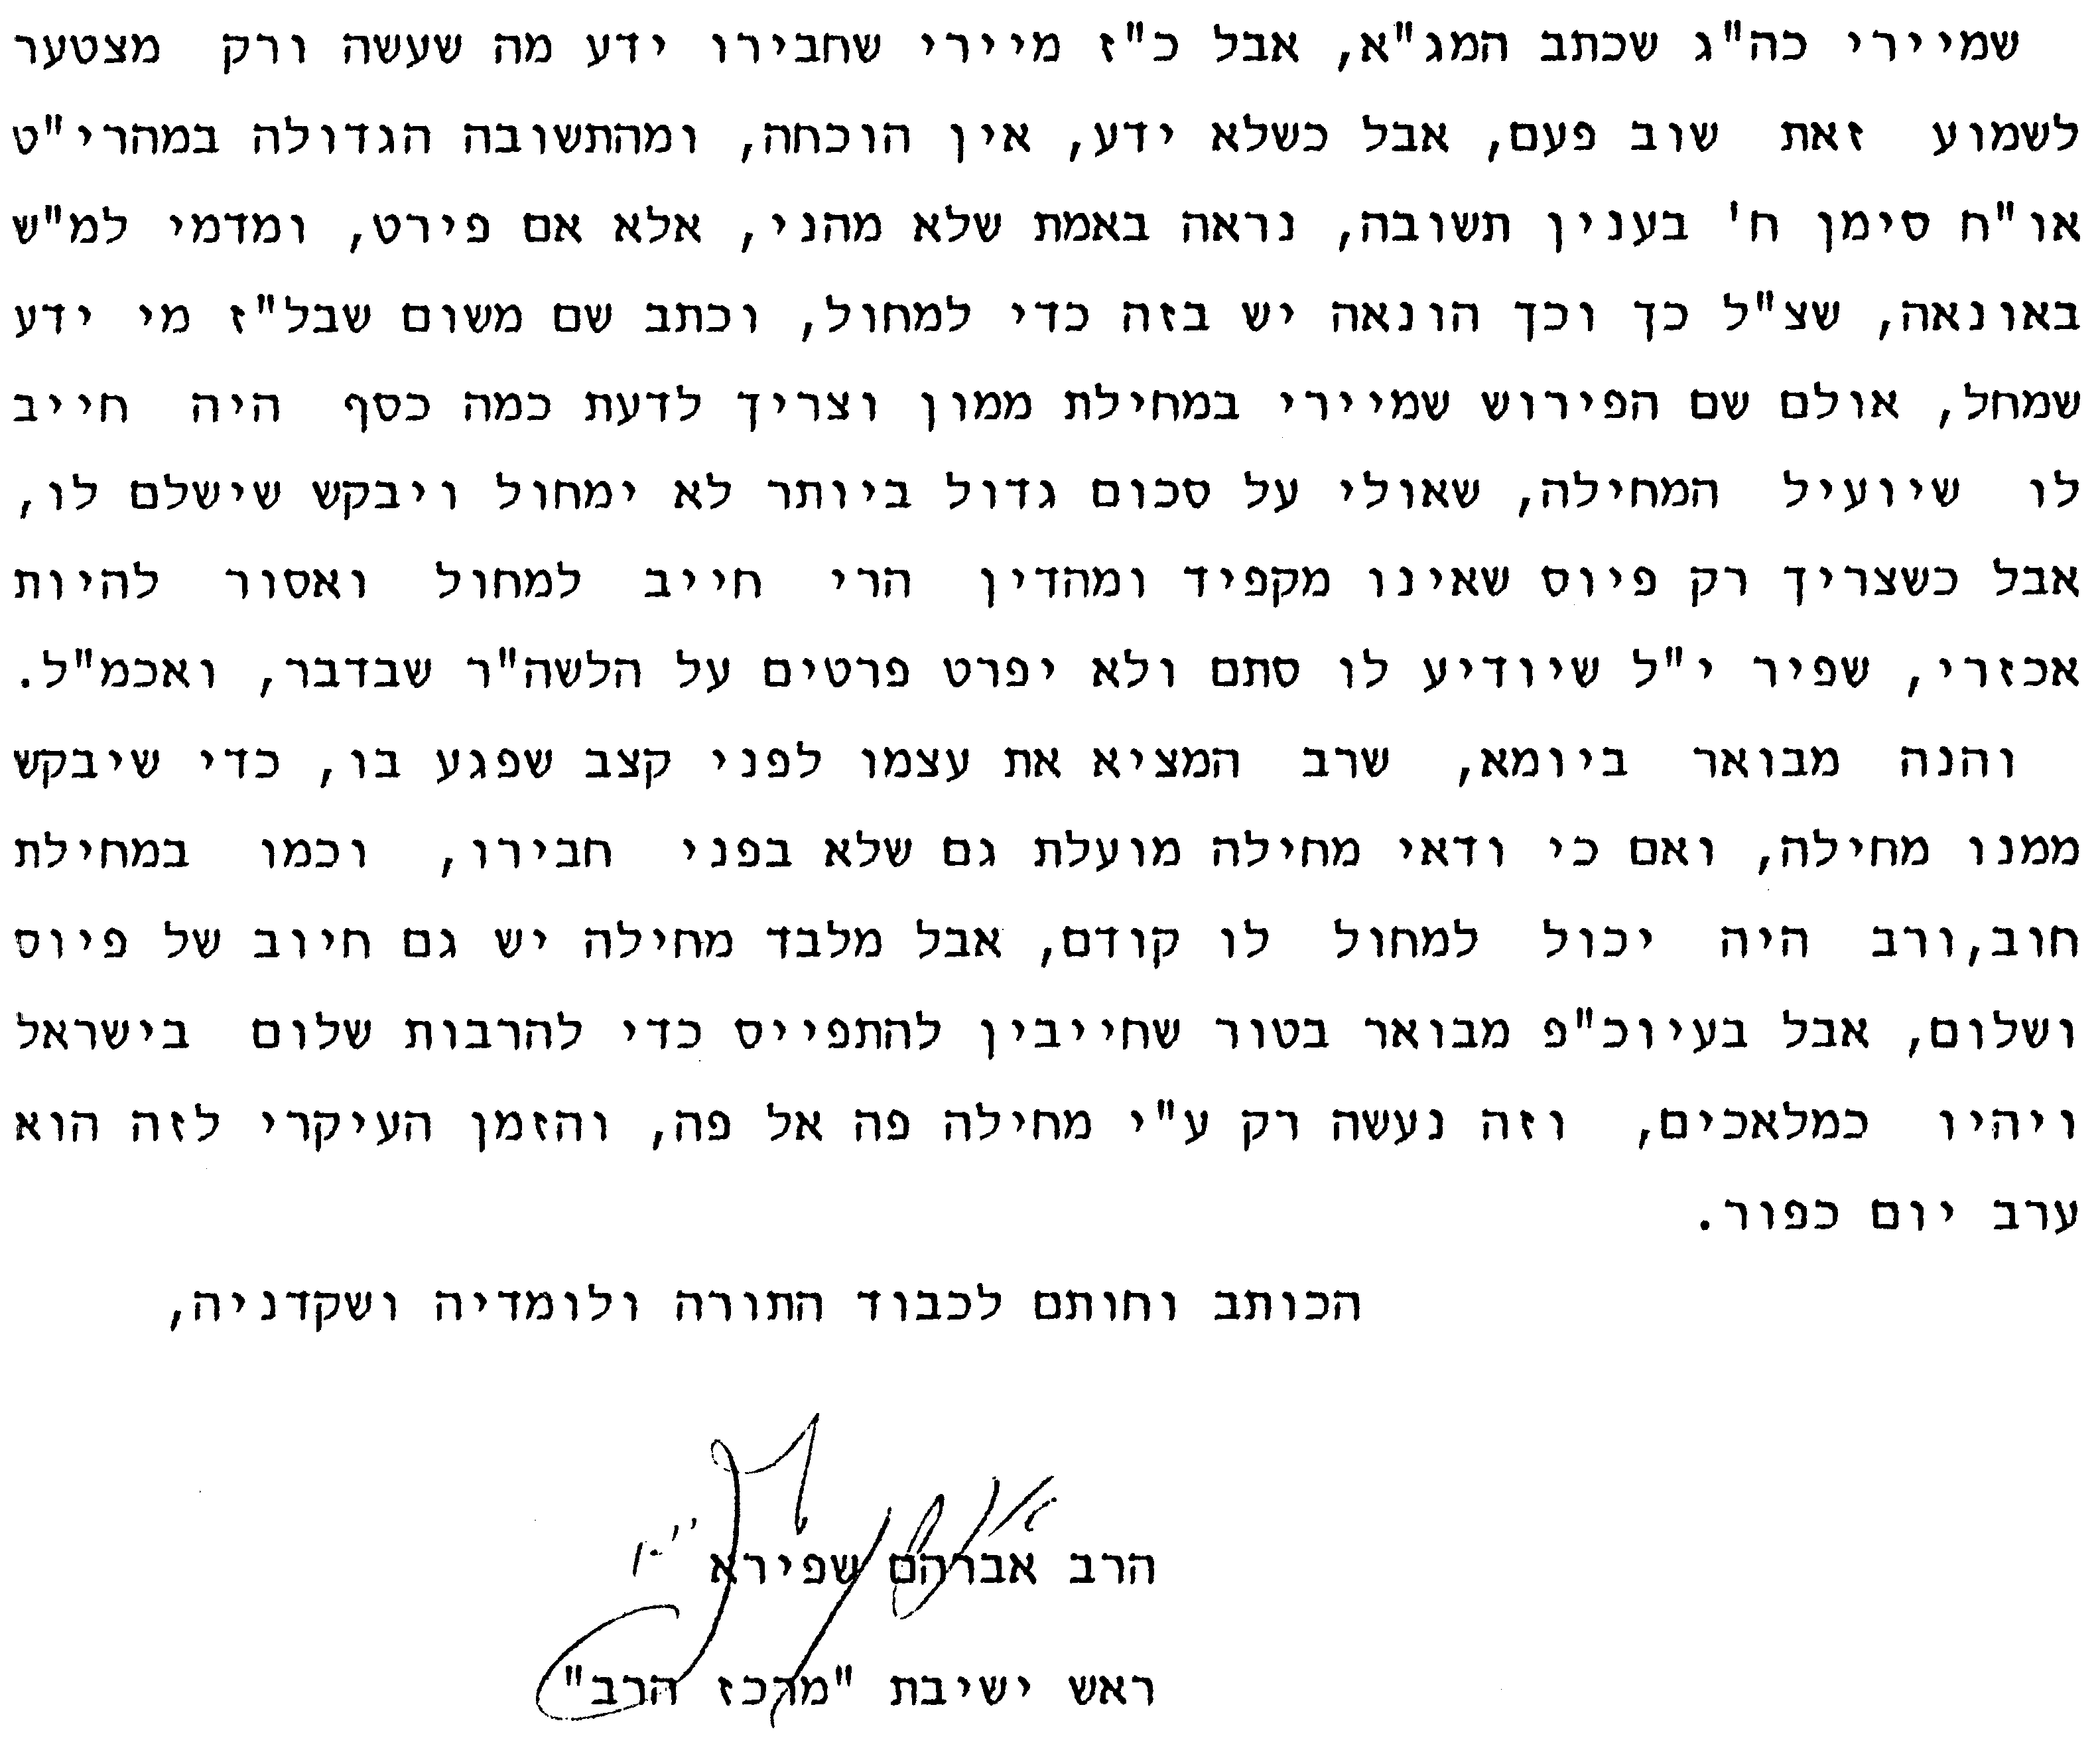 שמיירי כה"ג שכתב המג"א, אבל כ"ז מיירי שחבירו ידע מה שעשה ורק מצטער
לשמוע זאת שוב פעם, אבל כשלא ידע, אין הוכחה, ומהתשובה הגדולה במהרי"ט
או"ח סימן ח' בענין תשובה, נראה באמת שלא מהני, אלא אם פירט, ומדמי למ"ש
באונאה, שצ"ל כך וכך הונאה יש בזה כדי למחול, וכתב שם משום שבל"ז מי ידע
שמחל, אולם שם הפירוש שמיירי במחילת ממון וצריך לדעת כמה כסף היה חייב
לו שיועיל המחילה, שאולי על סכום גדול ביותר לא ימחול ויבקש שישלם לו,
אבל כשצריך רק פיוס שאינו מקפיד ומהדין הרי חייב למחול ואסור להיות
אכזרי, שפיר י"ל שיודיע לו סתם ולא יפרט פרטים על הלשה"ר שבדבר, ואכמ"ל.
והנה מבואר ביומא, שרב המציא את עצמו לפני קצב שפגע בו, כדי שיבקש
ממנו מחילה, ואם כי ודאי מחילה מועלת גם שלא בפני חבירו, וכמו במחילת
חוב,ורב היה יכול למחול לו קודם, אבל מלבד מחילה יש גם חיוב של פיוס
ושלום, אבל בעיוכ"פ מבואר בטור שחייבין להתפייס כדי להרבות שלום בישראל
ויהיו כמלאכים, וזה נעשה רק ע"י מחילה פה אל פה, והזמן העיקרי לזה הוא
ערב יום כפור.
הכותב וחותם לכבוד התורה ולומדיה ושקדניה,
הרב אברהם שפירא
ראש ישיבת "מרכז הרב"